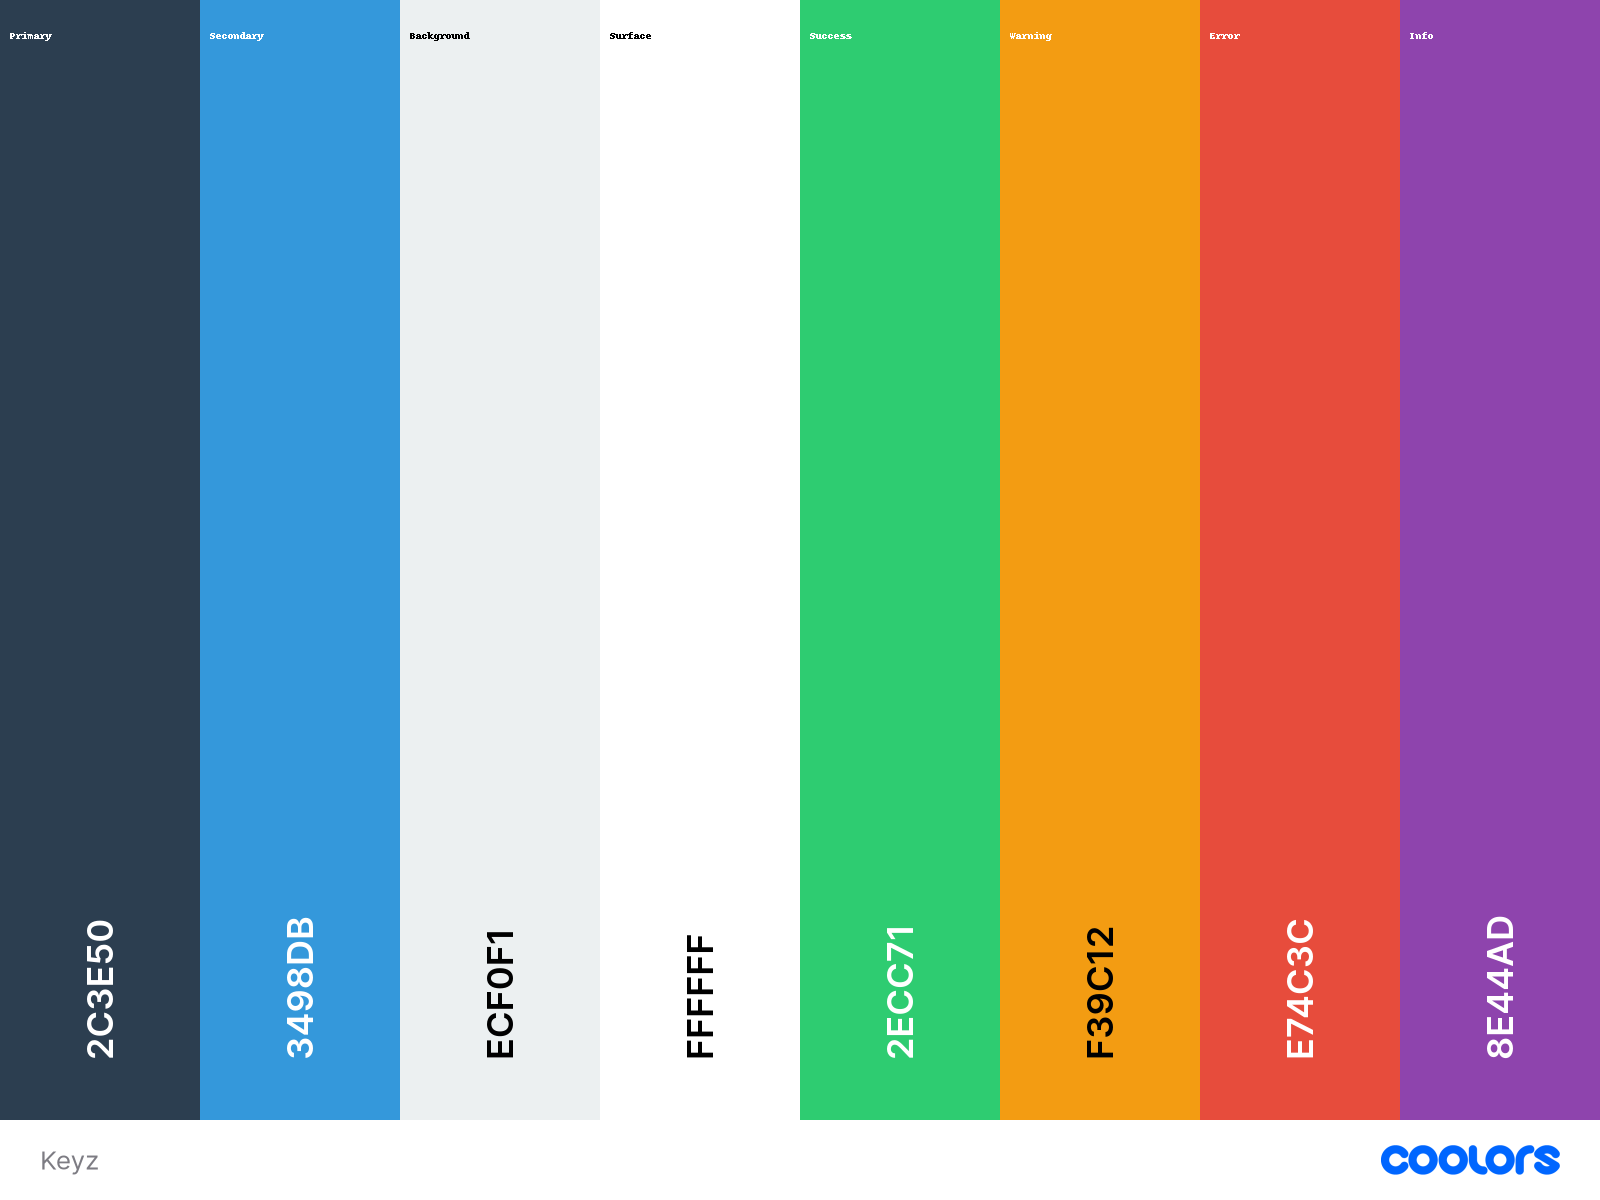 Primary
Secondary
Background
Surface
Success
Warning
Error
Info
2C3E50
3498DB
ECF0F1
FFFFFF
2ECC71
F39C12
E74C3C
8E44AD
Keyz
coolors